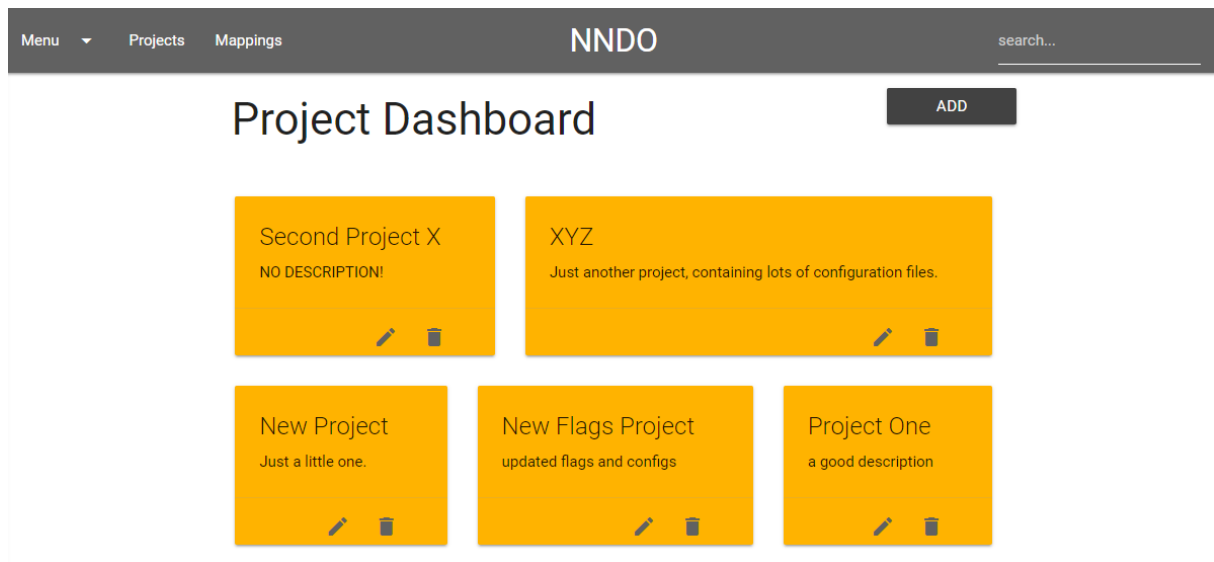 Menu Projects Mappings NNDO search...
Project Dashboard ADD
Second Project X
NO DESCRIPTION!
XYZ
Just another project, containing lots of configuration files.
New Project
Just a little one.
New Flags Project
updated flags and configs
Project One
a good description